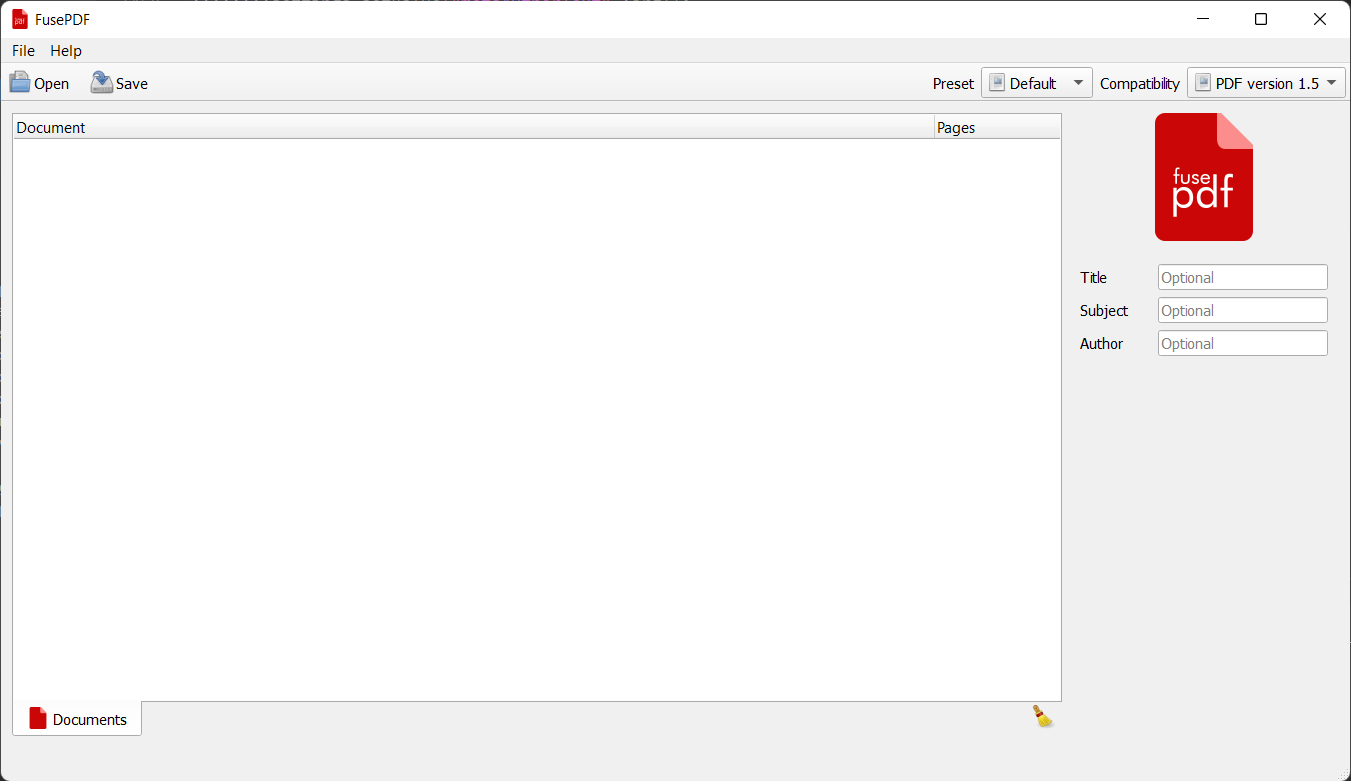 FusePDF
File Help
Open Save Preset Default Compatibility PDF version 1.5
Document Pages
fuse
pdf
Title Optional
Subject Optional
Author Optional
Documents